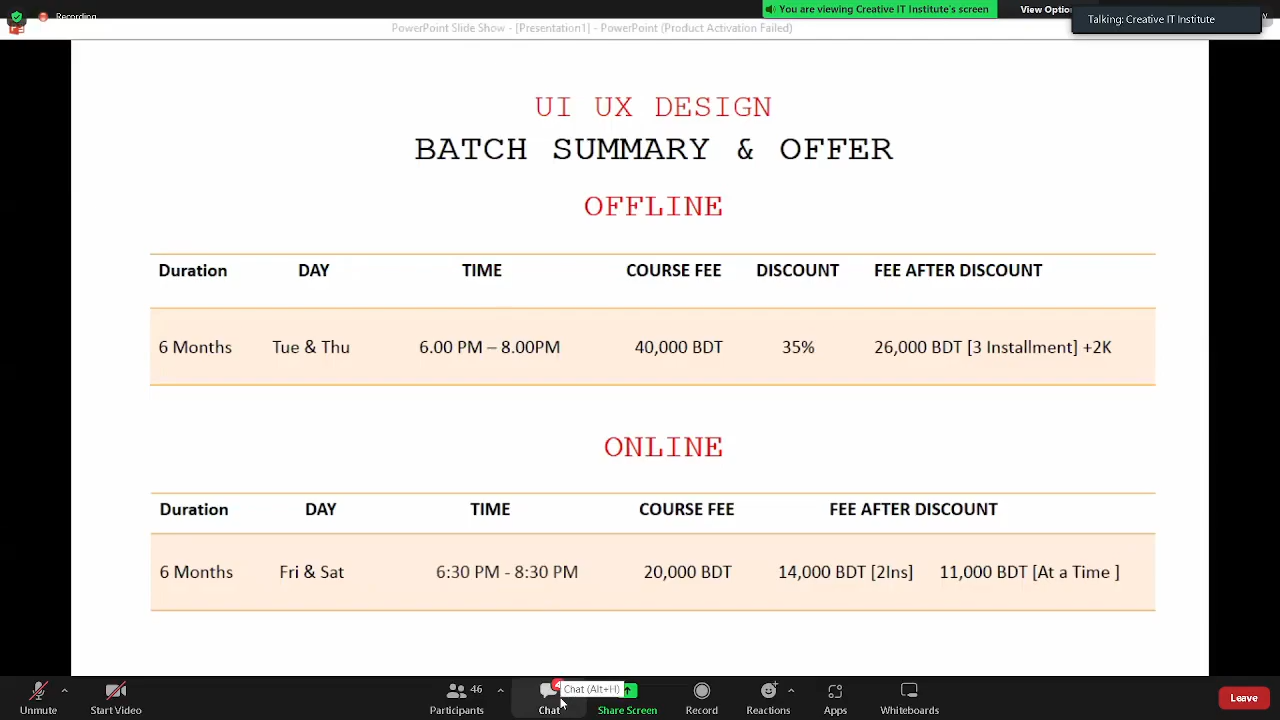 Recording
You are viewing Creative IT Institute's screen
View Optio
Talking: Creative IT Institute
PowerPoint Slide Show - [Presentation1] - PowerPoint (Product Activation Failed)
UI UX DESIGN
BATCH SUMMARY & OFFER
OFFLINE
Duration DAY TIME COURSE FEE DISCOUNT FEE AFTER DISCOUNT
6 Months Tue & Thu 6.00 PM – 8.00PM 40,000 BDT 35% 26,000 BDT [3 Installment] +2K
ONLINE
Duration DAY TIME COURSE FEE FEE AFTER DISCOUNT
6 Months Fri & Sat 6:30 PM - 8:30 PM 20,000 BDT 14,000 BDT [2Ins] 11,000 BDT [At a Time ]
46
4
Chat (Alt+H)
Unmute Start Video Participants Chat Share Screen Record Reactions Apps Whiteboards Leave